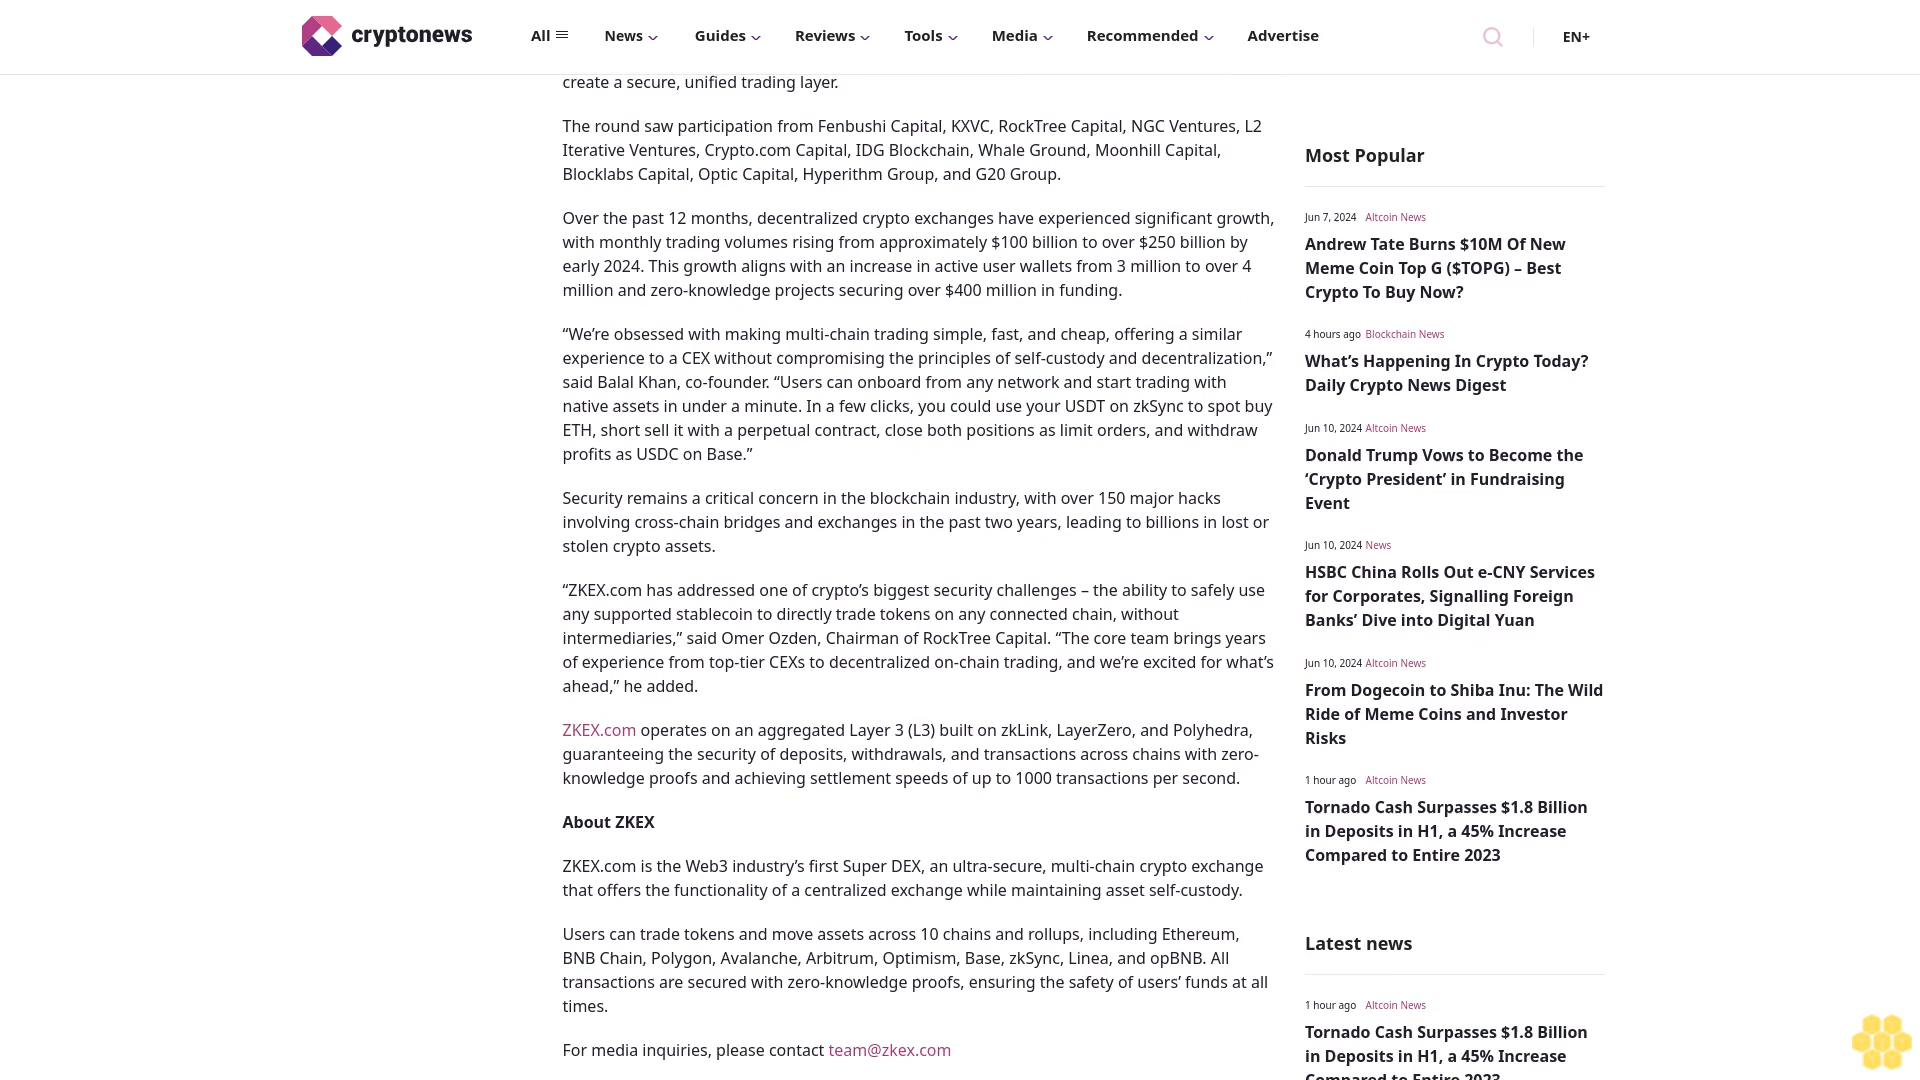 cryptonews
All
News
Guides
Reviews
Tools
Media
Recommended
Advertise
EN+
create a secure, unified trading layer.
The round saw participation from Fenbushi Capital, KXVC, RockTree Capital, NGC Ventures, L2
Iterative Ventures, Crypto.com Capital, IDG Blockchain, Whale Ground, Moonhill Capital,
Blocklabs Capital, Optic Capital, Hyperithm Group, and G20 Group.
Over the past 12 months, decentralized crypto exchanges have experienced significant growth,
with monthly trading volumes rising from approximately $100 billion to over $250 billion by
early 2024. This growth aligns with an increase in active user wallets from 3 million to over 4
million and zero-knowledge projects securing over $400 million in funding.
“We’re obsessed with making multi-chain trading simple, fast, and cheap, offering a similar
experience to a CEX without compromising the principles of self-custody and decentralization,”
said Balal Khan, co-founder. “Users can onboard from any network and start trading with
native assets in under a minute. In a few clicks, you could use your USDT on zkSync to spot buy
ETH, short sell it with a perpetual contract, close both positions as limit orders, and withdraw
profits as USDC on Base.”
Security remains a critical concern in the blockchain industry, with over 150 major hacks
involving cross-chain bridges and exchanges in the past two years, leading to billions in lost or
stolen crypto assets.
“ZKEX.com has addressed one of crypto’s biggest security challenges – the ability to safely use
any supported stablecoin to directly trade tokens on any connected chain, without
intermediaries,” said Omer Ozden, Chairman of RockTree Capital. “The core team brings years
of experience from top-tier CEXs to decentralized on-chain trading, and we’re excited for what’s
ahead,” he added.
ZKEX.com operates on an aggregated Layer 3 (L3) built on zkLink, LayerZero, and Polyhedra,
guaranteeing the security of deposits, withdrawals, and transactions across chains with zero-
knowledge proofs and achieving settlement speeds of up to 1000 transactions per second.
About ZKEX
ZKEX.com is the Web3 industry’s first Super DEX, an ultra-secure, multi-chain crypto exchange
that offers the functionality of a centralized exchange while maintaining asset self-custody.
Users can trade tokens and move assets across 10 chains and rollups, including Ethereum,
BNB Chain, Polygon, Avalanche, Arbitrum, Optimism, Base, zkSync, Linea, and opBNB. All
transactions are secured with zero-knowledge proofs, ensuring the safety of users’ funds at all
times.
For media inquiries, please contact team@zkex.com
Most Popular
Jun 7, 2024 Altcoin News
Andrew Tate Burns $10M Of New
Meme Coin Top G ($TOPG) – Best
Crypto To Buy Now?
4 hours ago Blockchain News
What’s Happening In Crypto Today?
Daily Crypto News Digest
Jun 10, 2024 Altcoin News
Donald Trump Vows to Become the
‘Crypto President’ in Fundraising
Event
Jun 10, 2024 News
HSBC China Rolls Out e-CNY Services
for Corporates, Signalling Foreign
Banks’ Dive into Digital Yuan
Jun 10, 2024 Altcoin News
From Dogecoin to Shiba Inu: The Wild
Ride of Meme Coins and Investor
Risks
1 hour ago Altcoin News
Tornado Cash Surpasses $1.8 Billion
in Deposits in H1, a 45% Increase
Compared to Entire 2023
Latest news
1 hour ago Altcoin News
Tornado Cash Surpasses $1.8 Billion
in Deposits in H1, a 45% Increase
Compared to Entire 2023